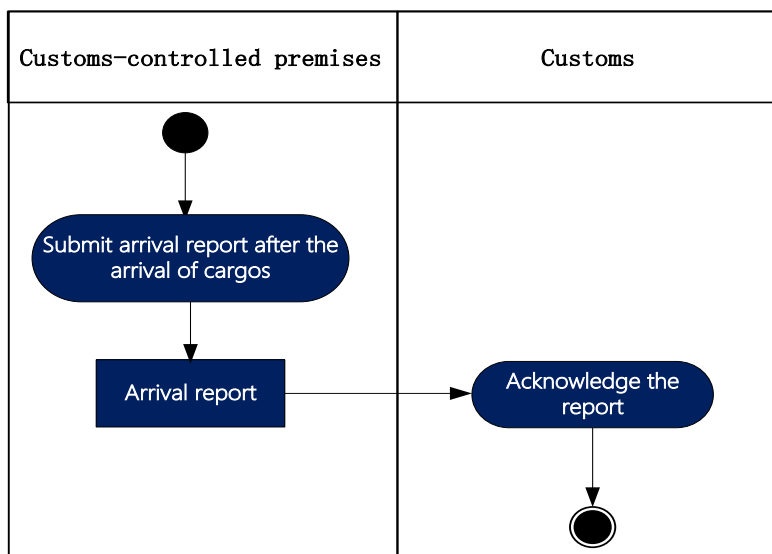 Customs-controlled premises
Customs
Submit arrival report after the
arrival of cargos
Arrival report
Acknowledge the
report